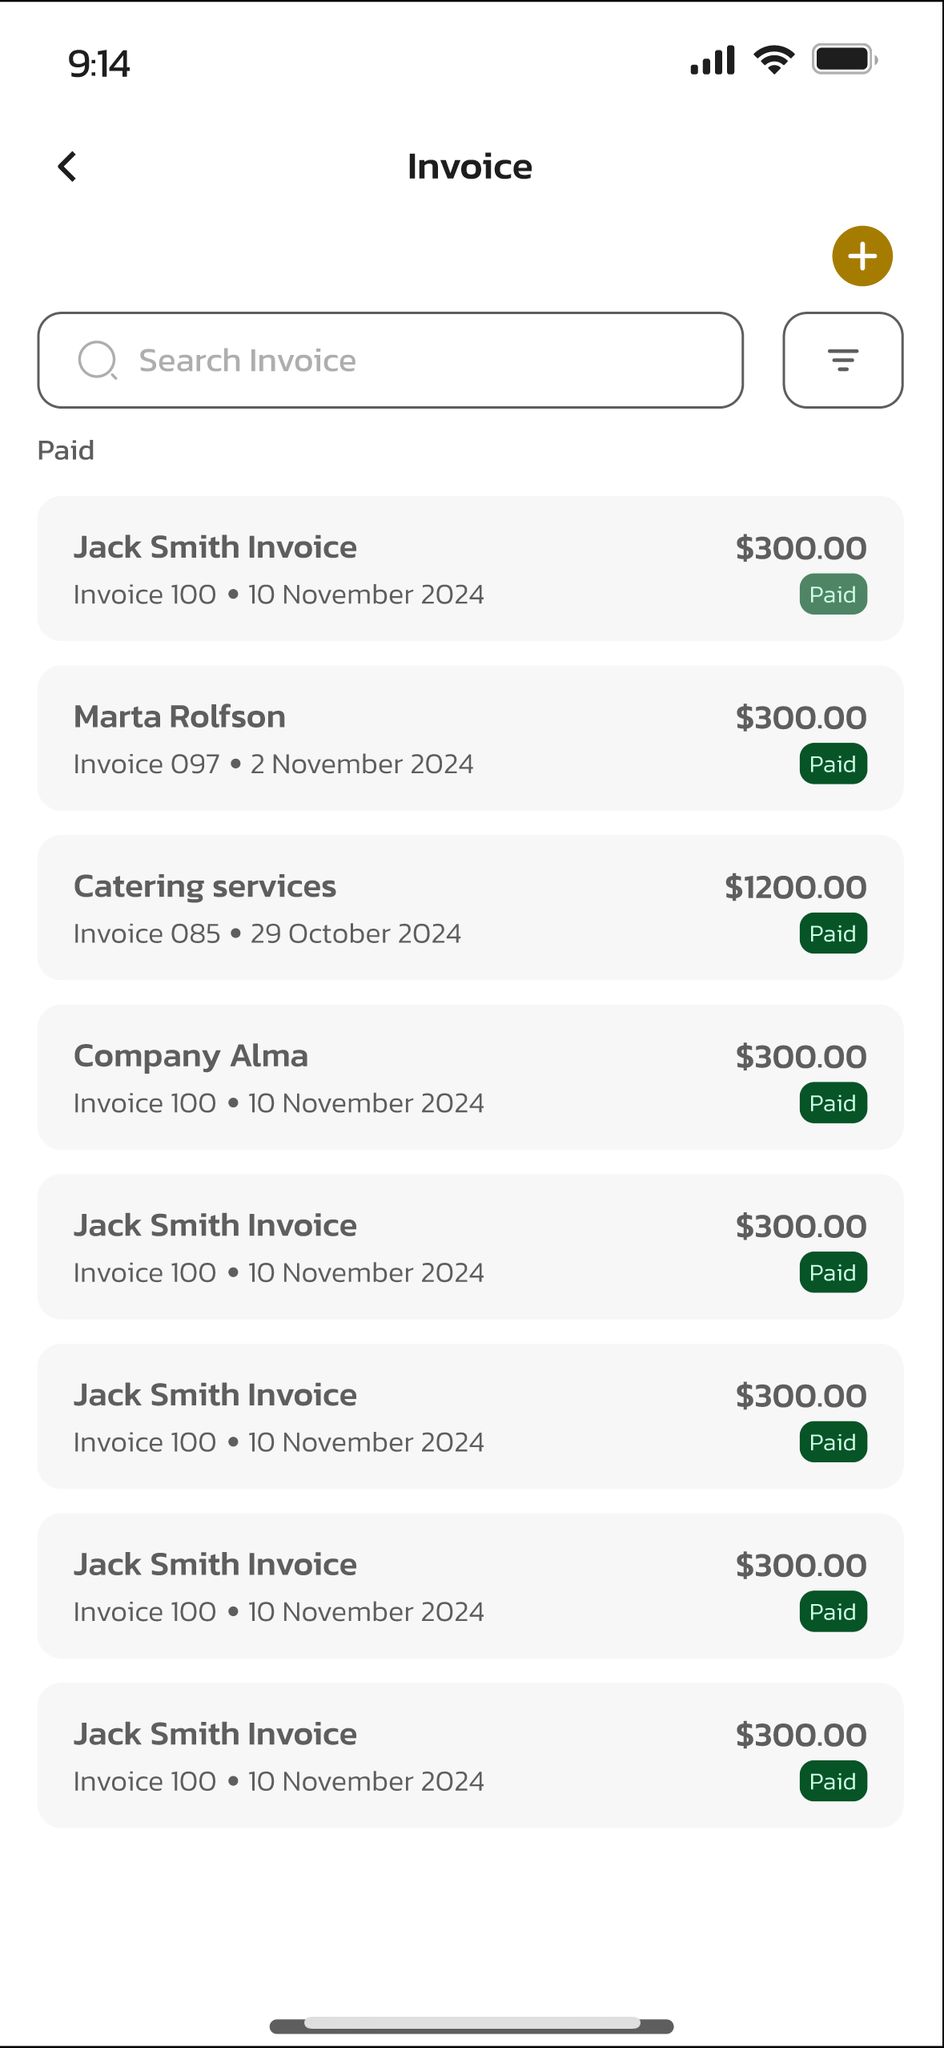 9:14
Invoice
Search Invoice
Paid
Jack Smith Invoice $300.00
Invoice 100 • 10 November 2024 Paid
Marta Rolfson $300.00
Invoice 097 • 2 November 2024 Paid
Catering services $1200.00
Invoice 085 • 29 October 2024 Paid
Company Alma $300.00
Invoice 100 • 10 November 2024 Paid
Jack Smith Invoice $300.00
Invoice 100 • 10 November 2024 Paid
Jack Smith Invoice $300.00
Invoice 100 • 10 November 2024 Paid
Jack Smith Invoice $300.00
Invoice 100 • 10 November 2024 Paid
Jack Smith Invoice $300.00
Invoice 100 • 10 November 2024 Paid